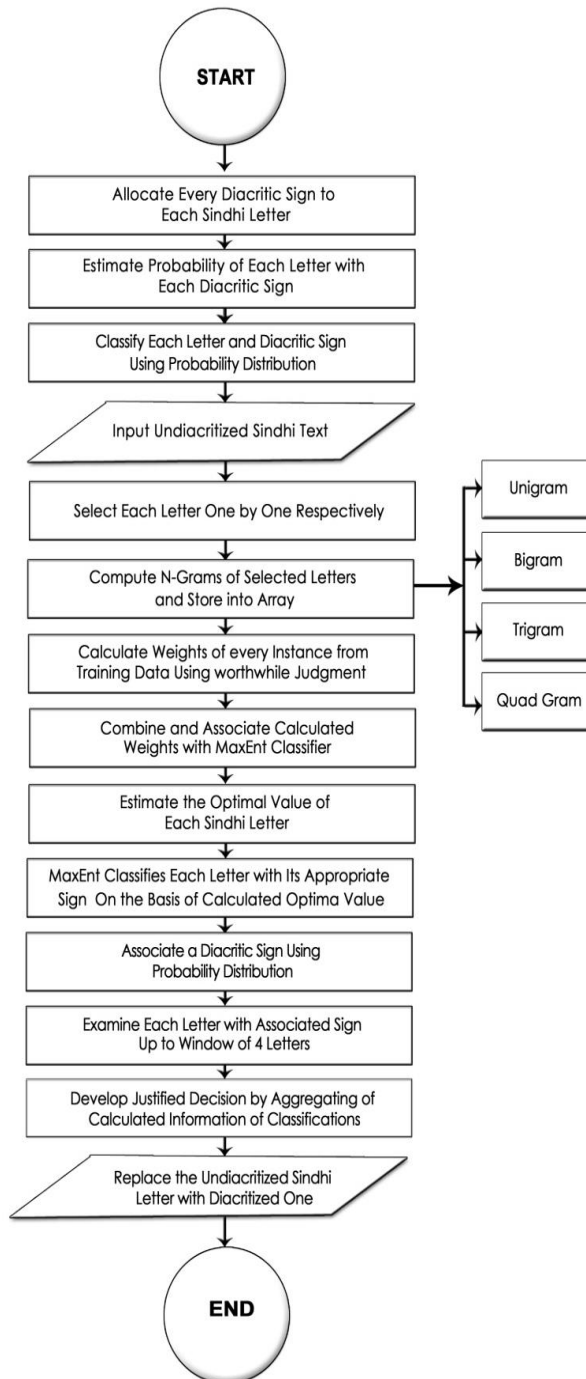 START
Allocate Every Diacritic Sign to
Each Sindhi Letter
Estimate Probability of Each Letter with
Each Diacritic Sign
Classify Each Letter and Diacritic Sign
Using Probability Distribution
Input Undiacritized Sindhi Text
Select Each Letter One by One Respectively
Compute N-Grams of Selected Letters
and Store into Array
Unigram
Bigram
Trigram
Quad Gram
Calculate Weights of every Instance from
Training Data Using worthwhile Judgment
Combine and Associate Calculated
Weights with MaxEnt Classifier
Estimate the Optimal Value of
Each Sindhi Letter
MaxEnt Classifies Each Letter with Its Appropriate
Sign On the Basis of Calculated Optima Value
Associate a Diacritic Sign Using
Probability Distribution
Examine Each Letter with Associated Sign
Up to Window of 4 Letters
Develop Justified Decision by Aggregating of
Calculated Information of Classifications
Replace the Undiacritized Sindhi
Letter with Diacritized One
END